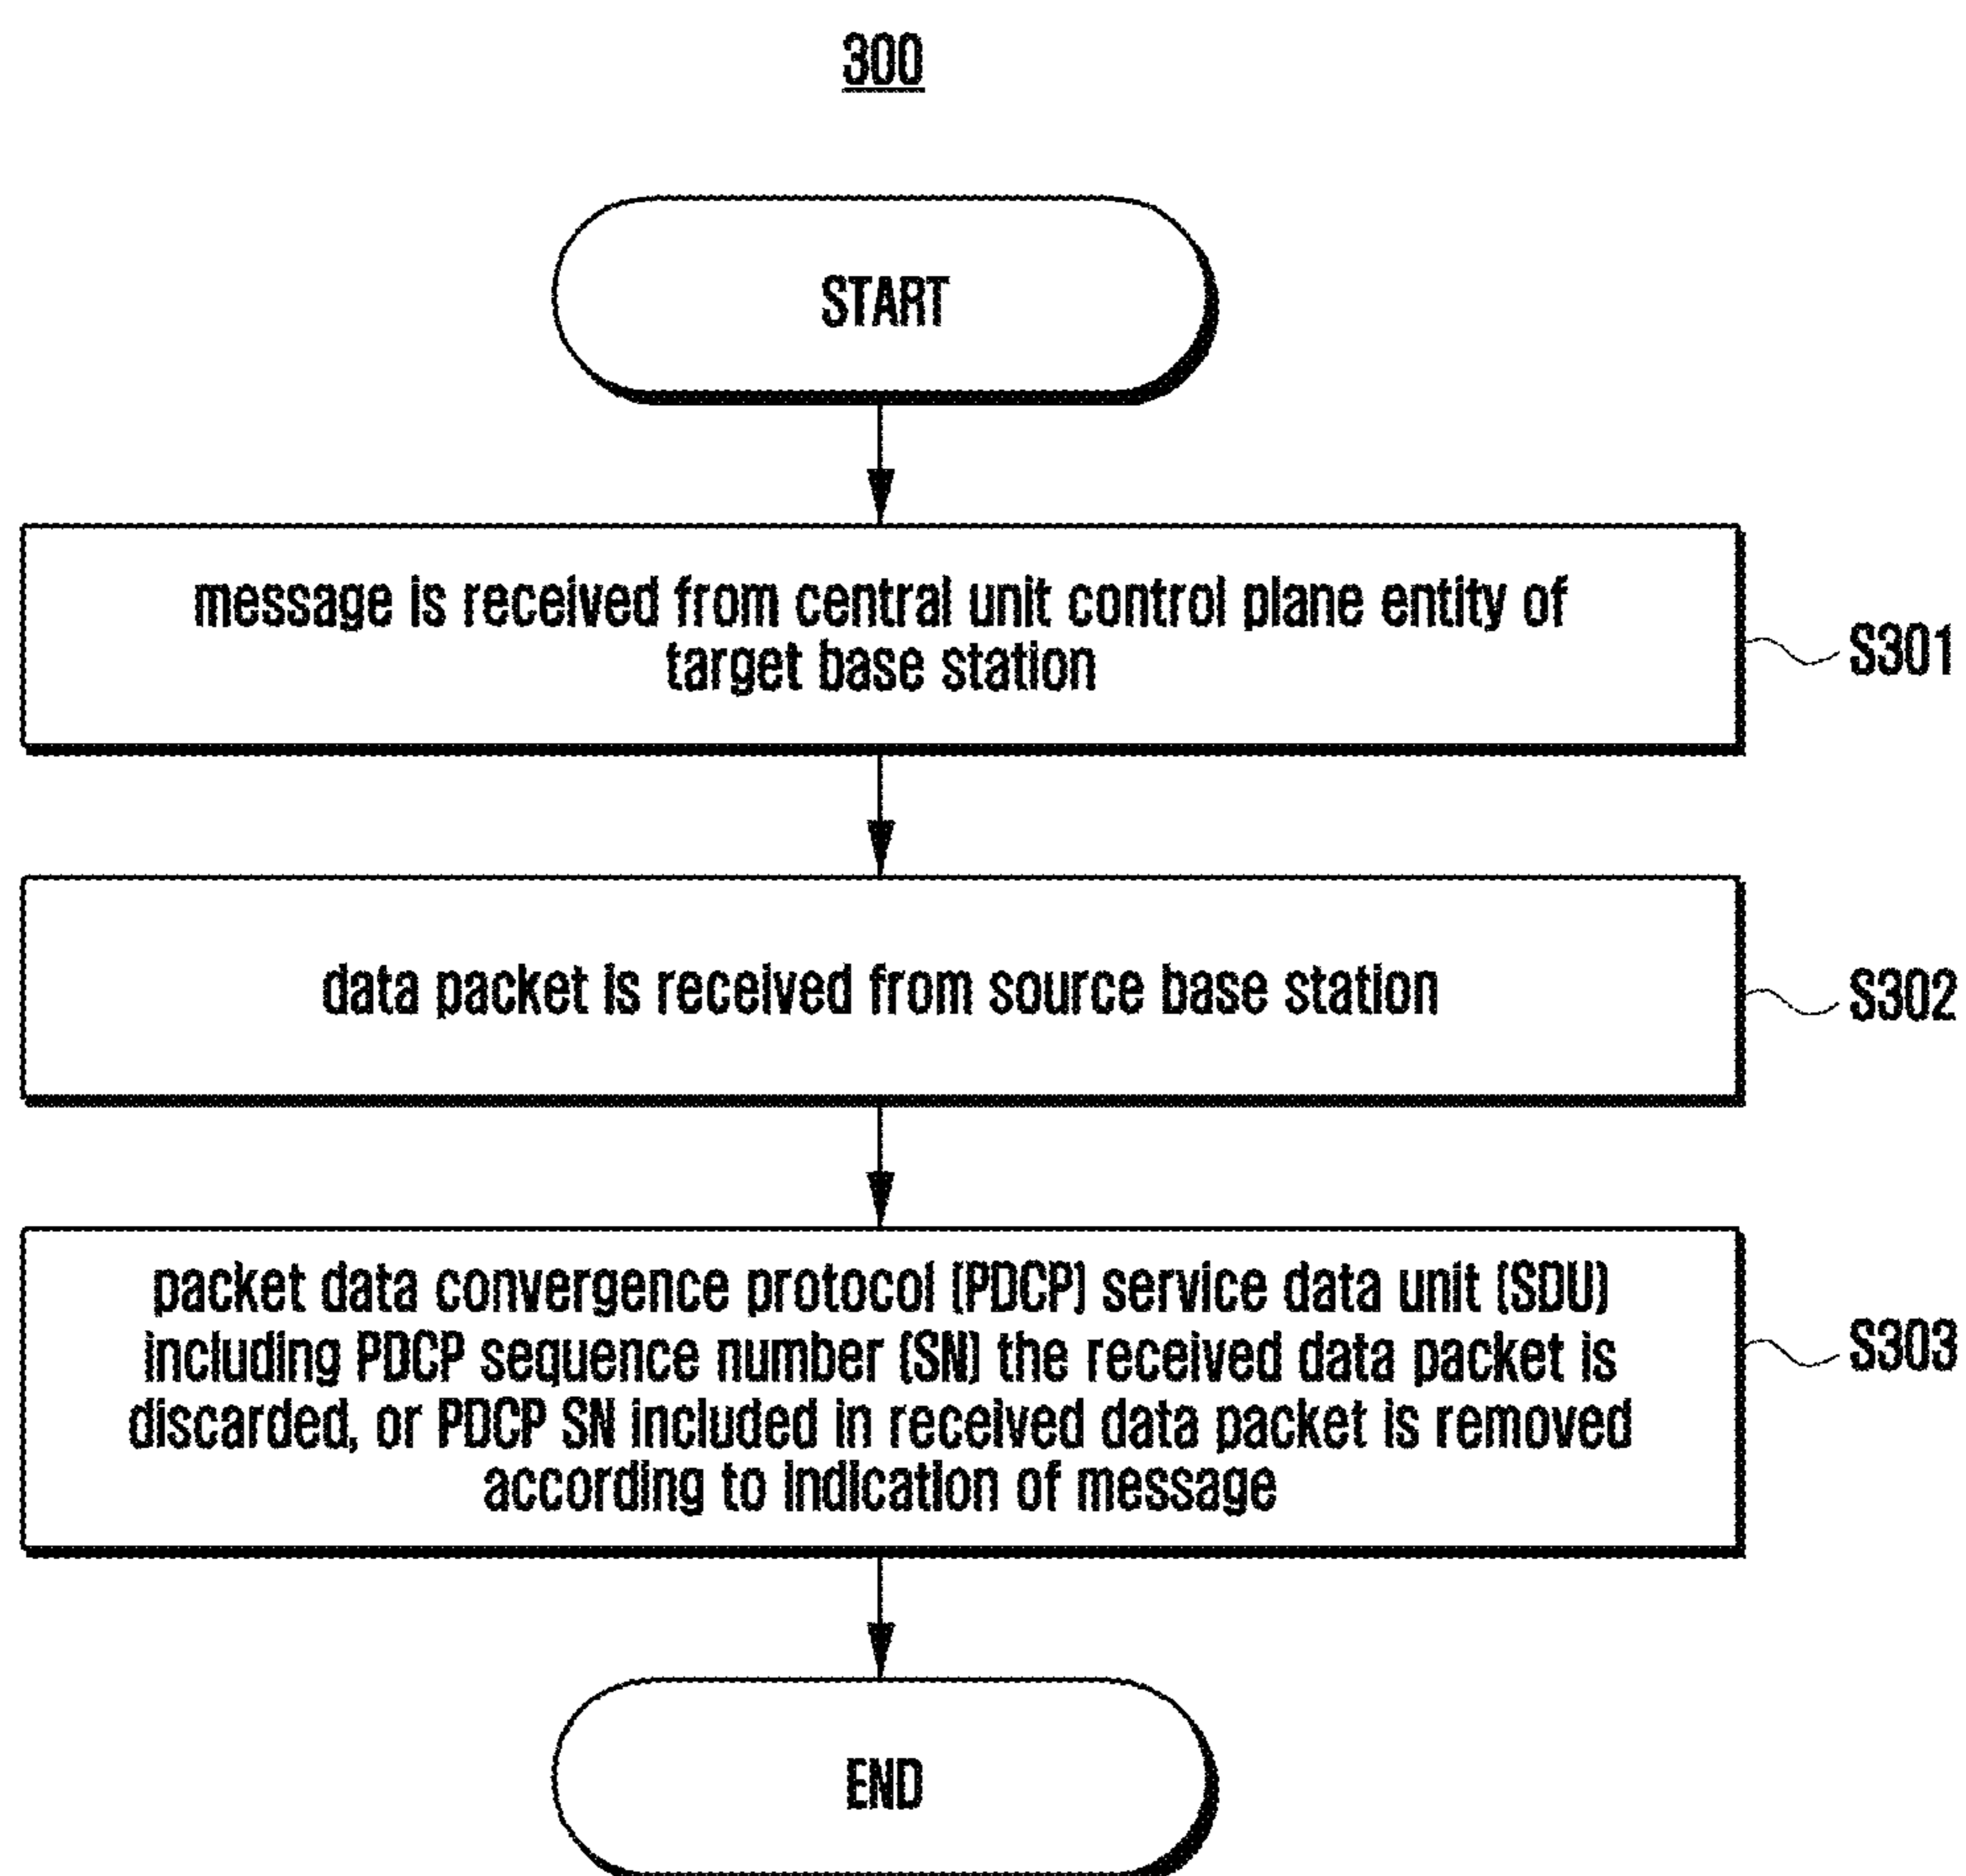 300
START
message is received from central unit control plane entity of
target base station
S301
data packet is received from source base station
S302
packet data convergence protocol (PDCP) service data unit (SDU)
including PDCP sequence number (SN) the received data packet is
discarded, or PDCP SN included in received data packet is removed
according to indication of message
S303
END